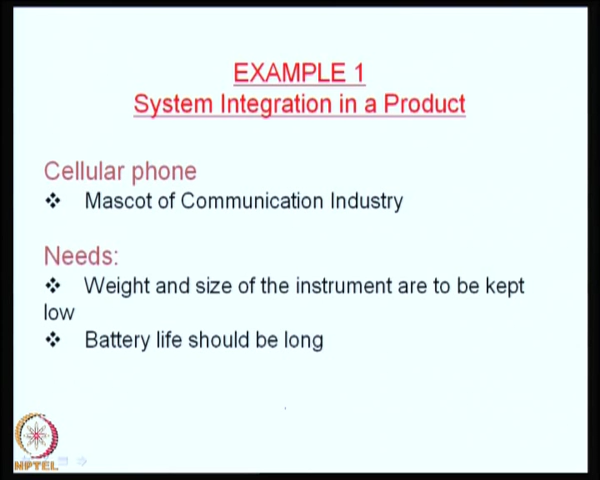 EXAMPLE 1
System Integration in a Product
Cellular phone
❖ Mascot of Communication Industry
Needs:
❖ Weight and size of the instrument are to be kept
low
❖ Battery life should be long
NPTEL